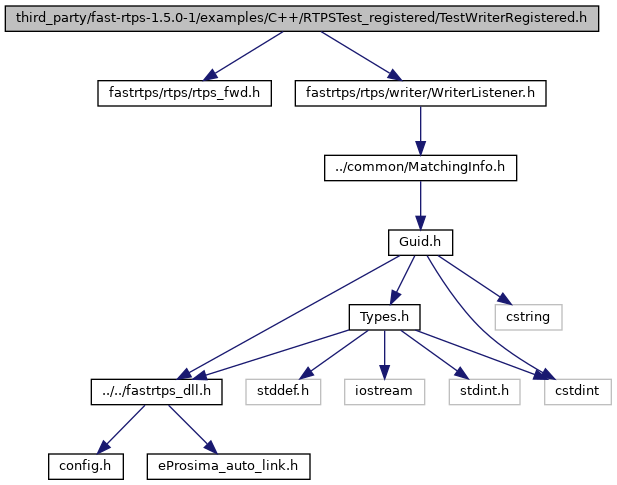 third_party/fast-rtps-1.5.0-1/examples/C++/RTPSTest_registered/TestWriterRegistered.h
fastrtps/rtps/rtps_fwd.h
fastrtps/rtps/writer/WriterListener.h
../common/MatchingInfo.h
Guid.h
Types.h
cstring
../../fastrtps_dll.h
stddef.h
iostream
stdint.h
cstdint
config.h
eProsima_auto_link.h